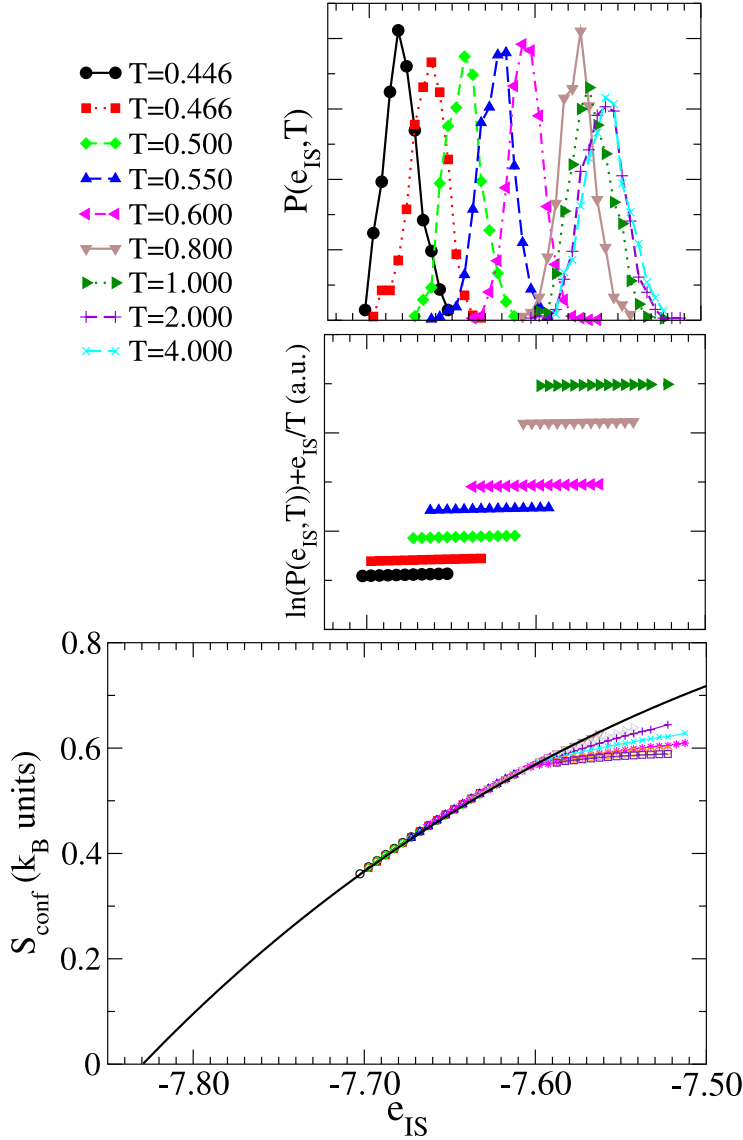 T=0.446
T=0.466
T=0.500
T=0.550
T=0.600
T=0.800
T=1.000
T=2.000
T=4.000
P(e_IS,T)
ln(P(e_IS,T))+e_IS/T (a.u.)
S_conf (k_B units)
0.8
0.6
0.4
0.2
0
-7.80
-7.70
-7.60
-7.50
e_IS